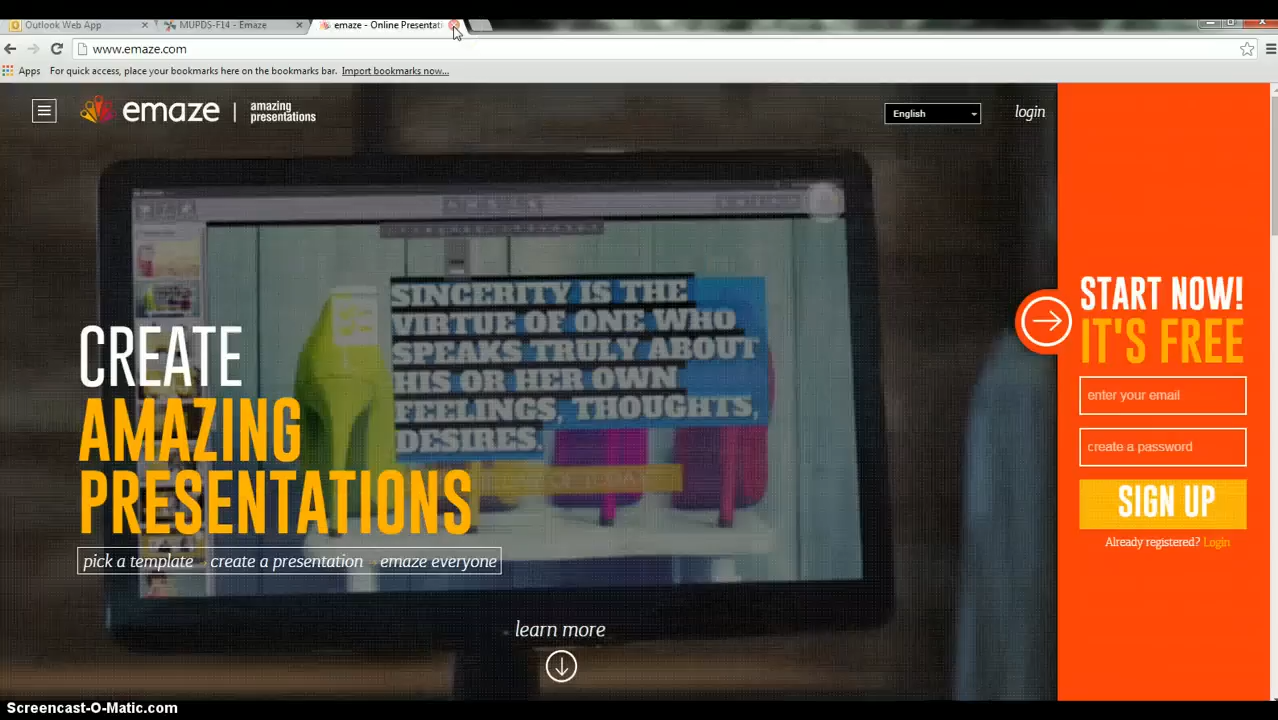 Outlook Web App
MUPDS-F14 - Emaze
emaze - Online Presentati
www.emaze.com
Apps For quick access, place your bookmarks here on the bookmarks bar. Import bookmarks now...
emaze | amazing
presentations
English
login
SINCERITY IS THE
VIRTUE OF ONE WHO
SPEAKS TRULY ABOUT
HIS OR HER OWN
FEELINGS, THOUGHTS,
DESIRES.
CREATE
AMAZING
PRESENTATIONS
pick a template create a presentation emaze everyone
learn more
START NOW!
IT'S FREE
enter your email
create a password
SIGN UP
Already registered? Login
Screencast-O-Matic.com